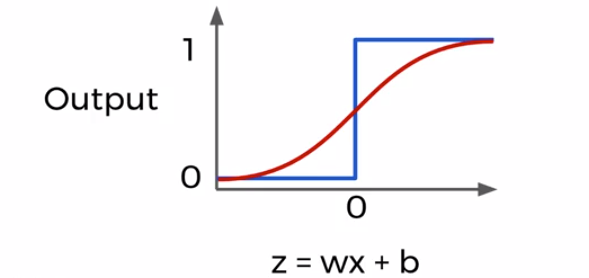 1
Output
0
0
z = wx + b